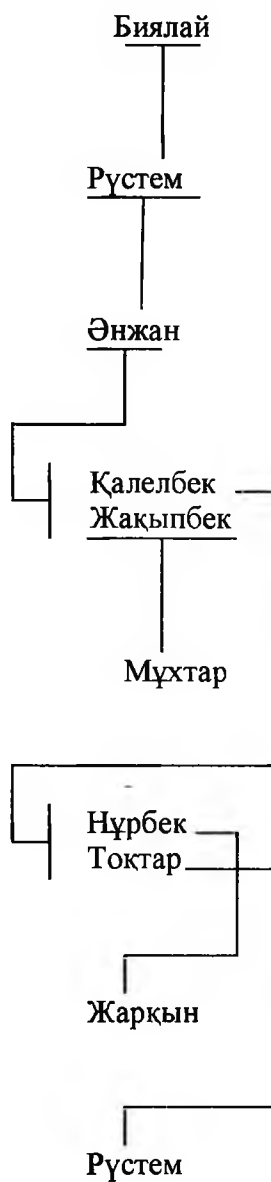 Биялай
Рүстем
Әнжан
Қалелбек
Жақыпбек
Мұхтар
Нұрбек
Тоқтар
Жарқын
Рүстем